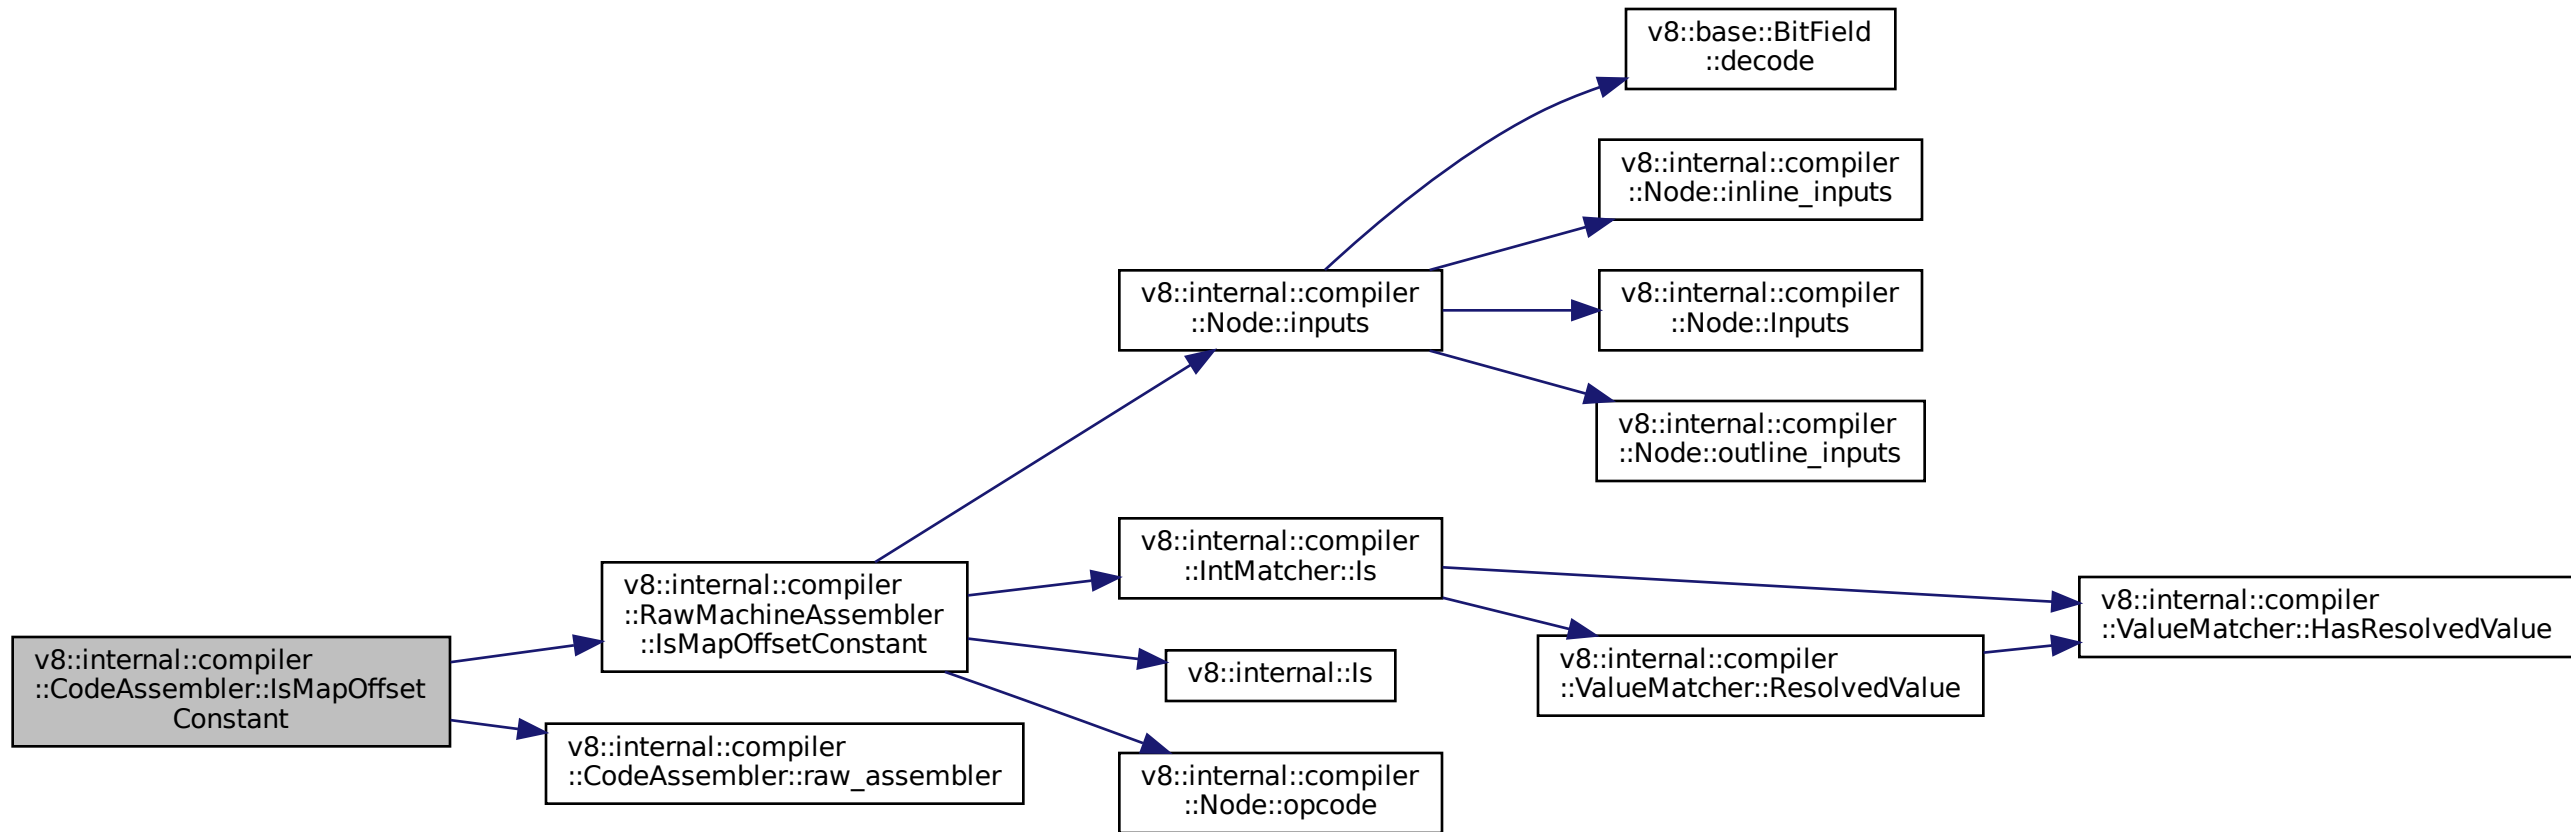 v8::base::BitField
::decode
v8::internal::compiler
::Node::inline_inputs
v8::internal::compiler
::Node::inputs
v8::internal::compiler
::Node::Inputs
v8::internal::compiler
::Node::outline_inputs
v8::internal::compiler
::IntMatcher::Is
v8::internal::compiler
::RawMachineAssembler
::IsMapOffsetConstant
v8::internal::compiler
::ValueMatcher::HasResolvedValue
v8::internal::compiler
::CodeAssembler::IsMapOffset
Constant
v8::internal::Is
v8::internal::compiler
::ValueMatcher::ResolvedValue
v8::internal::compiler
::CodeAssembler::raw_assembler
v8::internal::compiler
::Node::opcode